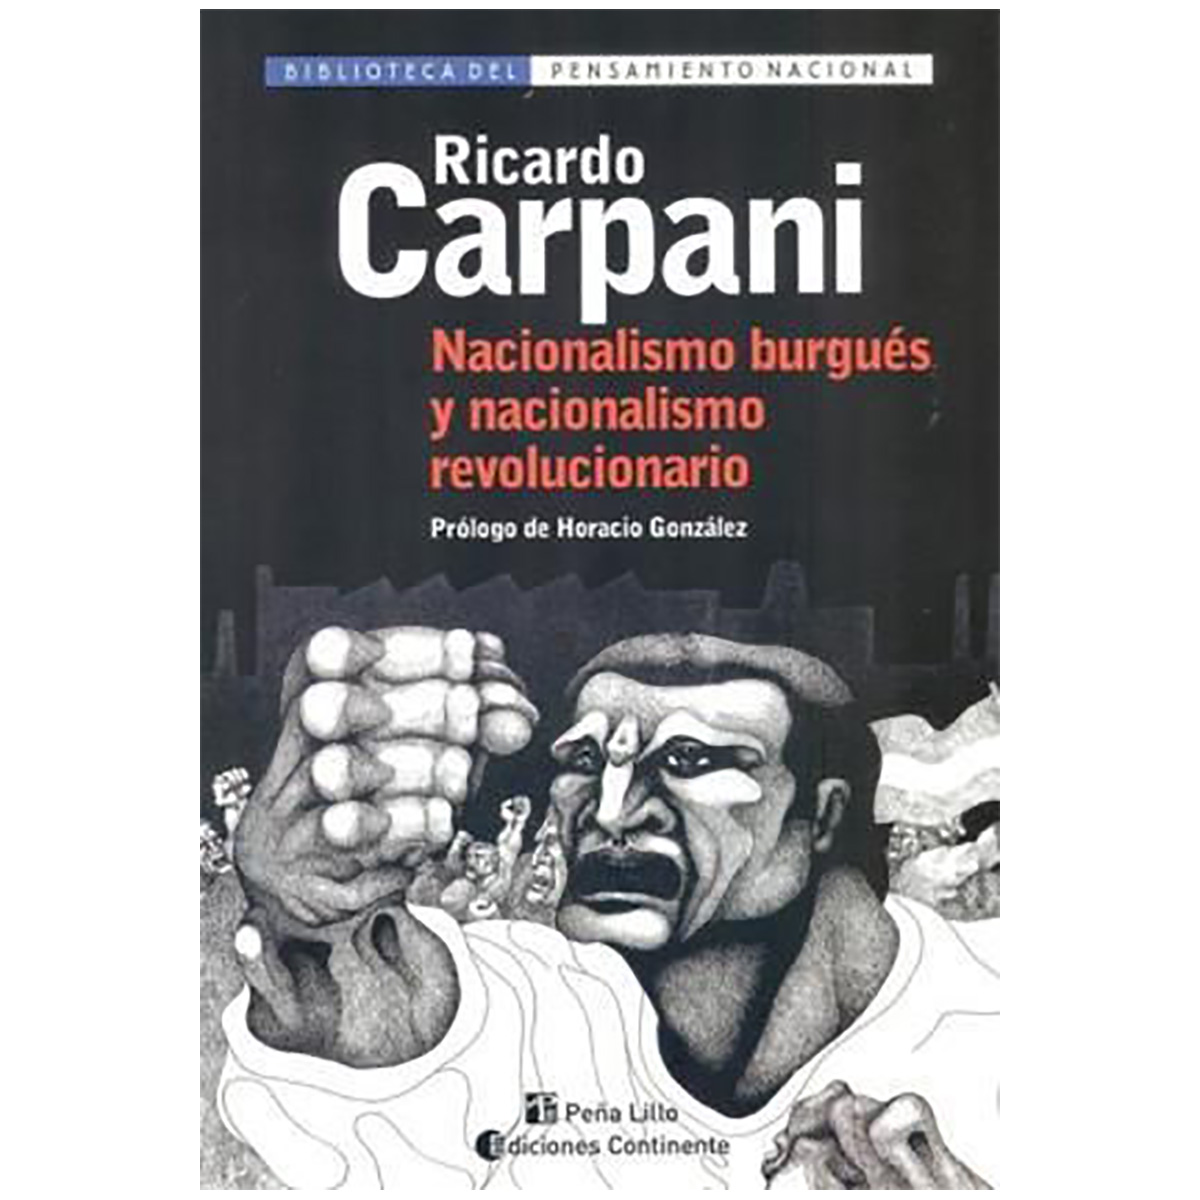 BIBLIOTECA DEL PENSAMIENTO NACIONAL
Ricardo
Carpani
Nacionalismo burgués
y nacionalismo
revolucionario
Prólogo de Horacio González
Peña Lillo
Ediciones Continente